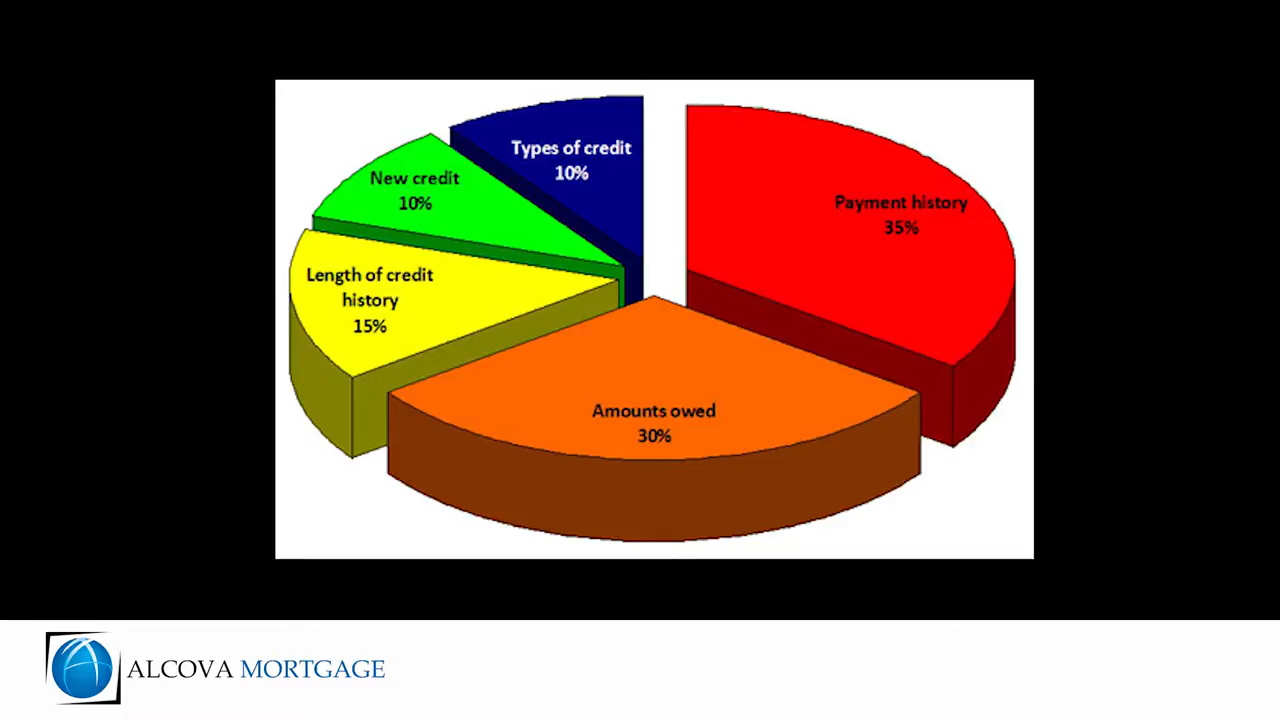 Types of credit
10%
New credit
10%
Payment history
35%
Length of credit
history
15%
Amounts owed
30%
ALCOVA MORTGAGE